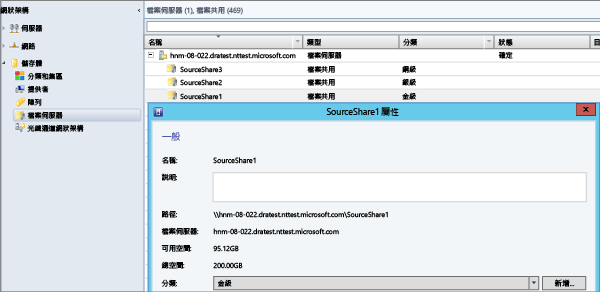 網狀架構
檔案伺服器 (1), 檔案共用 (469)
伺服器
網路
儲存體
分類和集區
提供者
陣列
檔案伺服器
光纖通道網狀架構
名稱 類型 分類 狀態
hnm-08-022.dratest.nttest.microsoft.com 檔案伺服器 確定
SourceShare3 檔案共用 銅級
SourceShare2 檔案共用 銀級
SourceShare1 檔案共用 金級
SourceShare1 屬性
一般
名稱: SourceShare1
說明:
路徑: \\hnm-08-022.dratest.nttest.microsoft.com\SourceShare1
檔案伺服器: hnm-08-022.dratest.nttest.microsoft.com
可用空間: 95.12GB
總空間: 200.00GB
分類: 金級 新增...